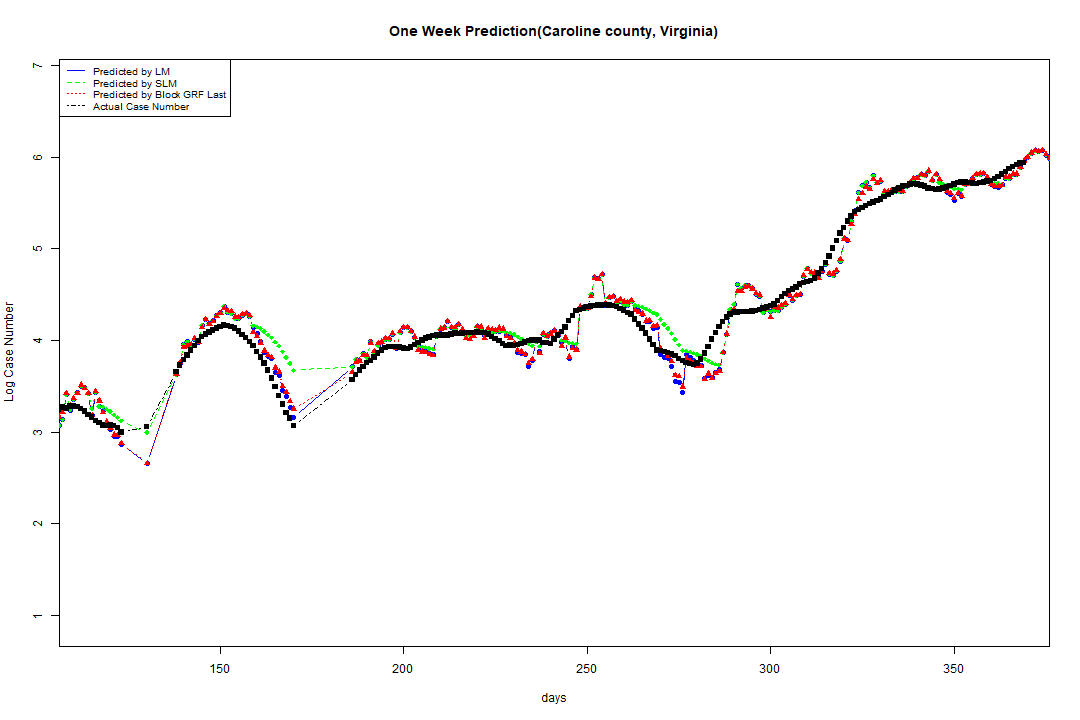 One Week Prediction(Caroline county, Virginia)
Predicted by LM
Predicted by SLM
Predicted by Block GRF Last
Actual Case Number
7
6
5
4
3
2
1
Log Case Number
150 200 250 300 350
days